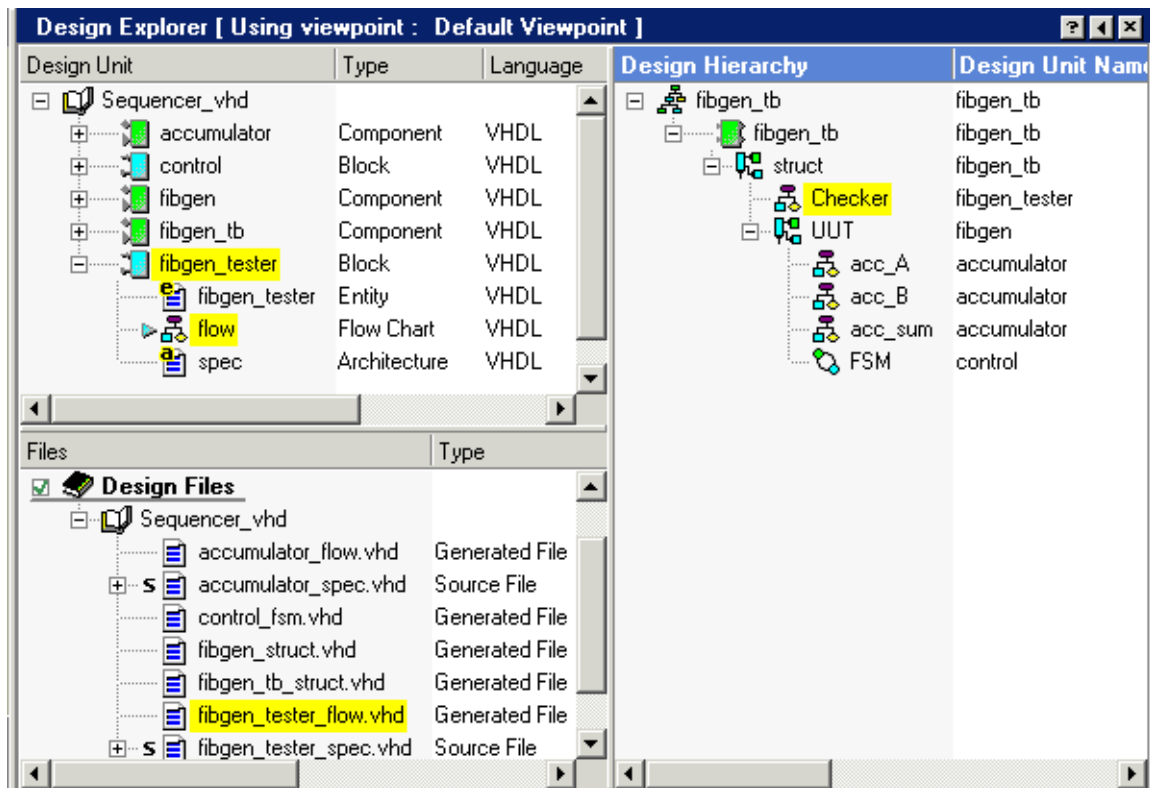 Design Explorer [ Using viewpoint : Default Viewpoint ]
Design Unit Type Language
Sequencer_vhd
accumulator Component VHDL
control Block VHDL
fibgen Component VHDL
fibgen_tb Component VHDL
fibgen_tester Block VHDL
e fibgen_tester Entity VHDL
flow Flow Chart VHDL
a spec Architecture VHDL
Files Type
Design Files
Sequencer_vhd
accumulator_flow.vhd Generated File
S accumulator_spec.vhd Source File
control_fsm.vhd Generated File
fibgen_struct.vhd Generated File
fibgen_tb_struct.vhd Generated File
fibgen_tester_flow.vhd Generated File
S fibgen_tester_spec.vhd Source File
Design Hierarchy Design Unit Name
fibgen_tb fibgen_tb
fibgen_tb fibgen_tb
struct fibgen_tb
Checker fibgen_tester
UUT fibgen
acc_A accumulator
acc_B accumulator
acc_sum accumulator
FSM control